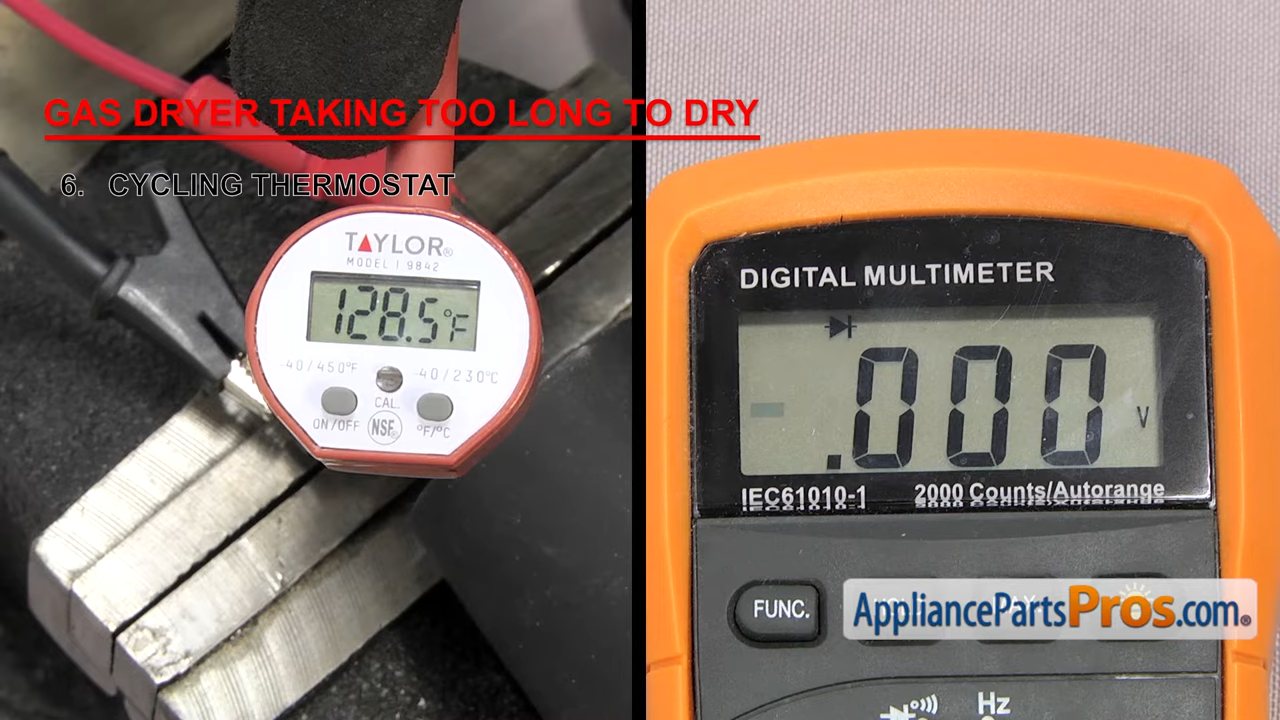 GAS DRYER TAKING TOO LONG TO DRY
6. CYCLING THERMOSTAT
TAYLOR®
MODEL 19842
128.5°F
-40/450°F
-40/230°C
CAL.
ON/OFF
NSF®
°F/°C
DIGITAL MULTIMETER
.000 V
IEC61010-1
2000 Counts/Autorange
FUNC.
AppliancePartsPros.com®
Hz